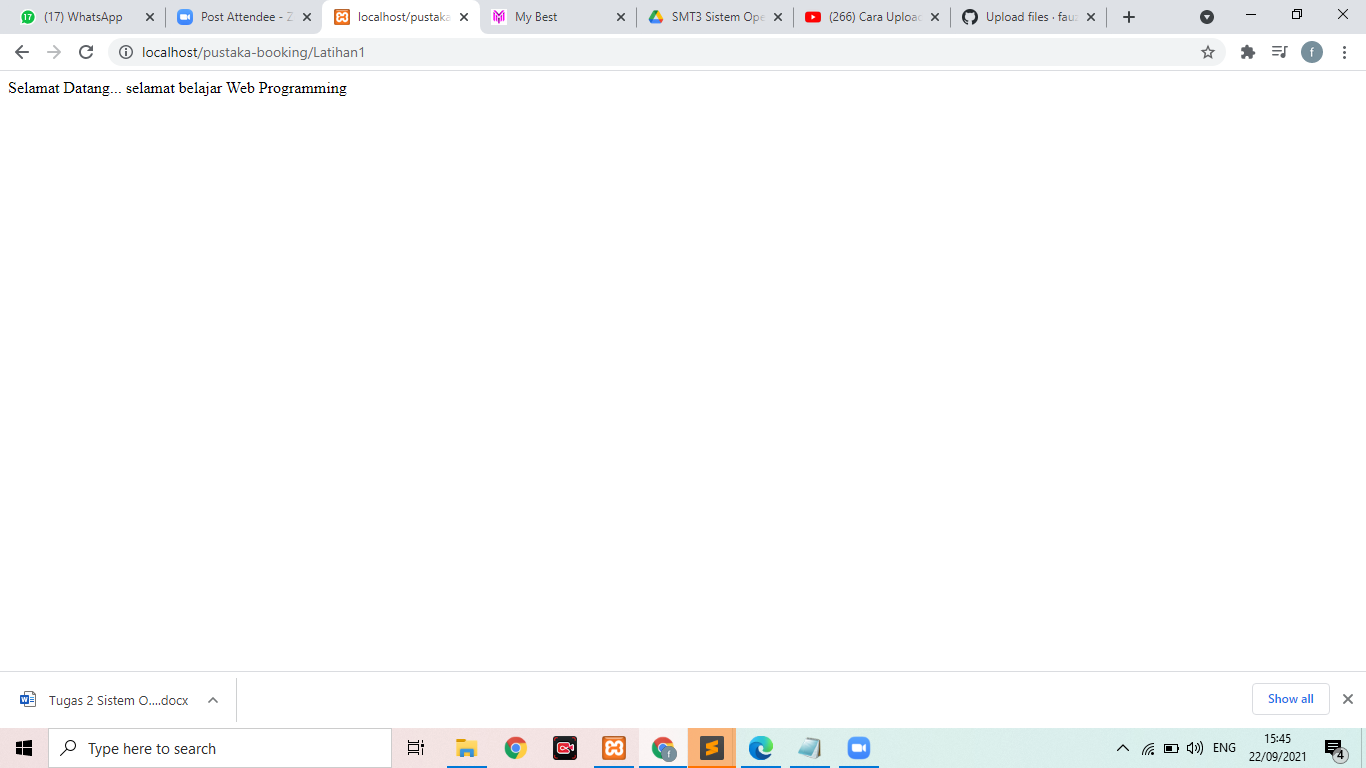 17 (17) WhatsApp
Post Attendee - Z
localhost/pustaka
My Best
SMT3 Sistem Ope
(266) Cara Upload
Upload files · fau
localhost/pustaka-booking/Latihan1
f
Selamat Datang... selamat belajar Web Programming
Tugas 2 Sistem O....docx
Show all
Type here to search
f
ENG
15:45
22/09/2021
4